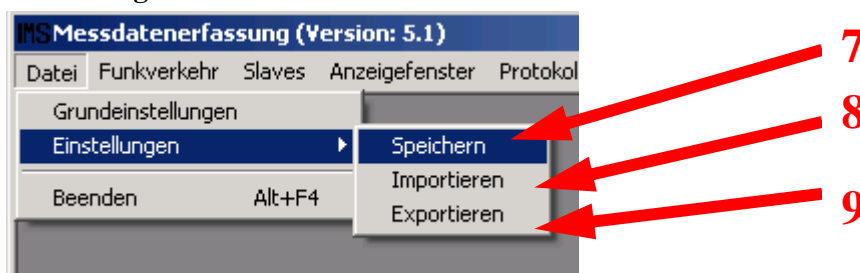 IMS Messdatenerfassung (Version: 5.1)
Datei Funkverkehr Slaves Anzeigefenster Protokol
Grundeinstellungen
Einstellungen Speichern
Importieren
Beenden Alt+F4
Exportieren
7
8
9